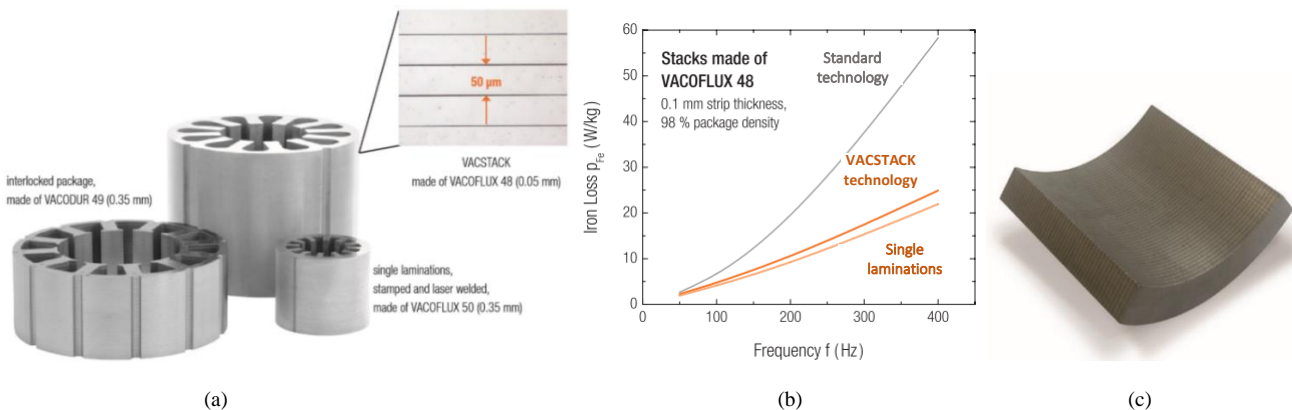 50 µm
VACSTACK
made of VACOFLUX 48 (0.05 mm)
interlocked package,
made of VACODUR 49 (0.35 mm)
single laminations,
stamped and laser welded,
made of VACOFLUX 50 (0.35 mm)
(a)
60
50
40
30
20
10
0
Iron Loss pFe (W/kg)
Stacks made of
VACOFLUX 48
0.1 mm strip thickness,
98 % package density
Standard
technology
VACSTACK
technology
Single
laminations
0
100
200
300
400
Frequency f (Hz)
(b)
(c)